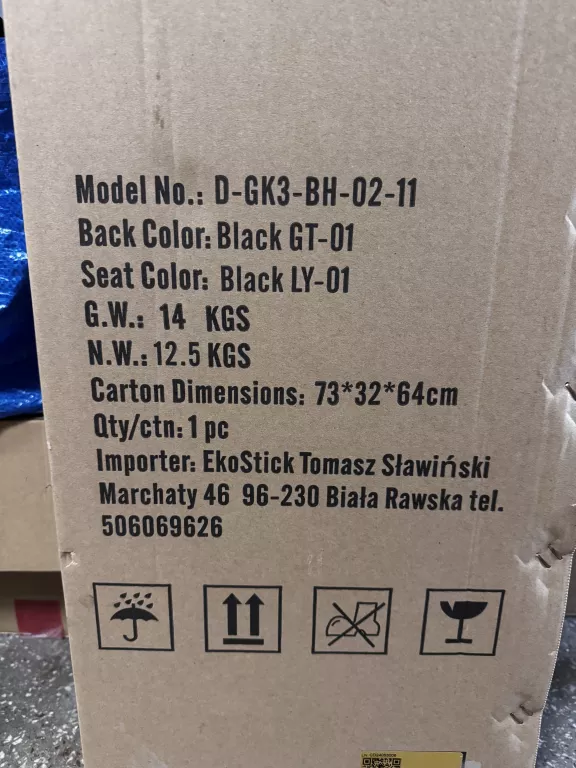 Model No.: D-GK3-BH-02-11
Back Color: Black GT-01
Seat Color: Black LY-01
G.W.: 14 KGS
N.W.: 12.5 KGS
Carton Dimensions: 73*32*64cm
Qty/ctn: 1 pc
Importer: EkoStick Tomasz Sławiński
Marchaty 46 96-230 Biała Rawska tel.
506069626